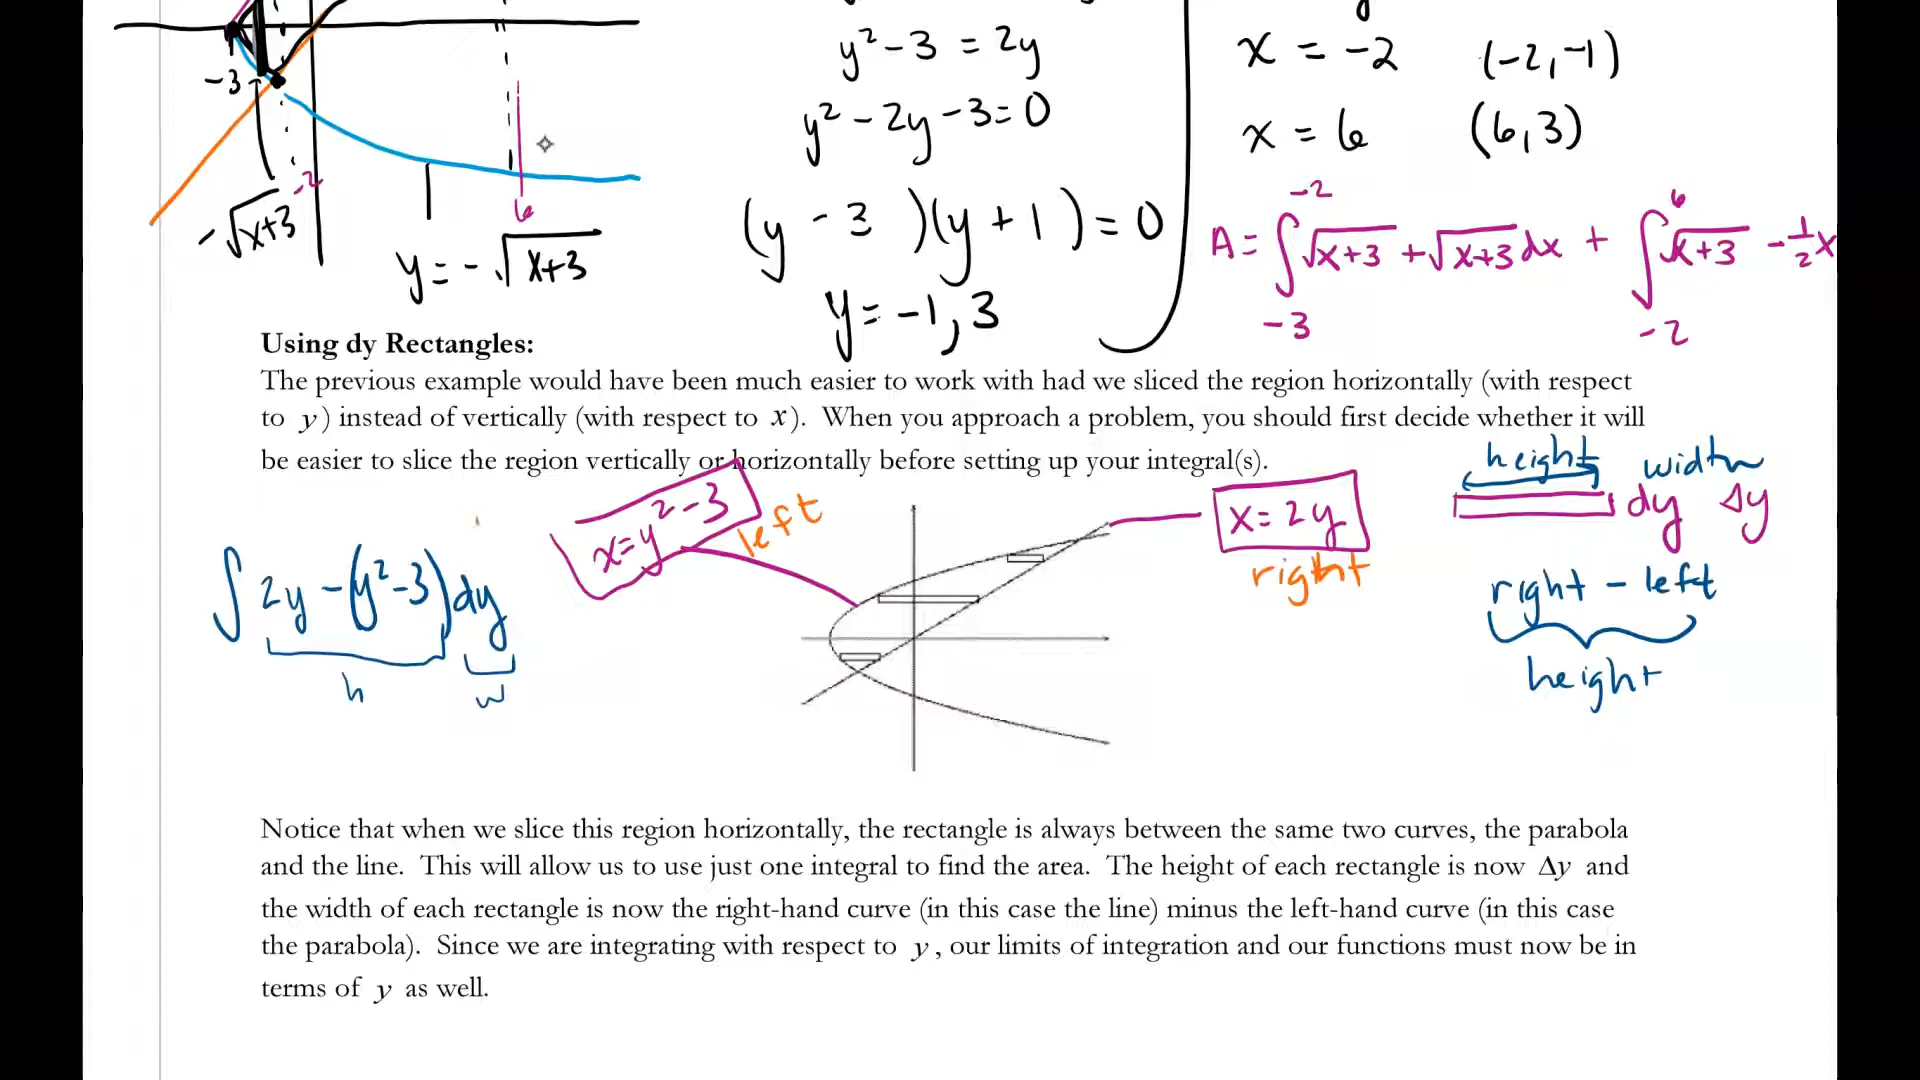 y² - 3 = 2y
y² - 2y - 3 = 0
(y - 3)(y + 1) = 0
y = -1, 3
x = -2 (-2, -1)
x = 6 (6, 3)
A = ∫_{-3}^{-2} √(x+3) + √(x+3) dx + ∫_{-2}^{6} √(x+3) - ½x
-3
-2
6
-√(x+3)
y = -√(x+3)
Using dy Rectangles:
The previous example would have been much easier to work with had we sliced the region horizontally (with respect
to y) instead of vertically (with respect to x). When you approach a problem, you should first decide whether it will
be easier to slice the region vertically or horizontally before setting up your integral(s).
∫ 2y - (y² - 3) dy
h
w
x = y² - 3
left
x = 2y
right
height
width
dy Δy
right - left
height
Notice that when we slice this region horizontally, the rectangle is always between the same two curves, the parabola
and the line. This will allow us to use just one integral to find the area. The height of each rectangle is now Δy and
the width of each rectangle is now the right-hand curve (in this case the line) minus the left-hand curve (in this case
the parabola). Since we are integrating with respect to y, our limits of integration and our functions must now be in
terms of y as well.